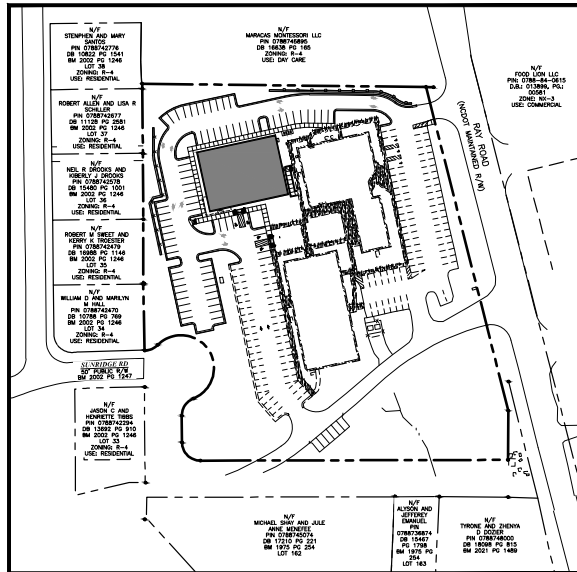 N/F
STENPHEN AND MARY
SANTOS
PIN 0788742776
DB 10822 PG 1541
BM 2002 PG 1246
LOT 38
ZONING: R-4
USE: RESIDENTIAL
N/F
MARACAS MONTESSORI LLC
PIN 0788745895
DB 16638 PG 165
ZONING: R-4
USE: DAY CARE
N/F
FOOD LION LLC
PIN: 0788-84-0615
D.B.: 013899, PG.:
00581
ZONE: NX-3
USE: COMMERCIAL
N/F
ROBERT ALLEN AND LISA R
SCHILLER
PIN 0788742677
DB 11128 PG 2581
BM 2002 PG 1246
LOT 37
ZONING: R-4
USE: RESIDENTIAL
RAY ROAD
(NCDOT MAINTAINED R/W)
N/F
NEIL R DROOKS AND
KIBERLY J DROOKS
PIN 0788742578
DB 15480 PG 1001
BM 2002 PG 1246
LOT 36
ZONING: R-4
USE: RESIDENTIAL
N/F
ROBERT M SWEET AND
KERRY K TROESTER
PIN 0788742479
DB 16988 PG 1146
BM 2002 PG 1246
LOT 35
ZONING: R-4
USE: RESIDENTIAL
N/F
WILLIAM D AND MARILYN
M HALL
PIN 0788742470
DB 10788 PG 769
BM 2002 PG 1246
LOT 34
ZONING: R-4
USE: RESIDENTIAL
SUNRIDGE RD
50' PUBLIC R/W
BM 2002 PG 1247
N/F
JASON C AND
HENRIETTE TIBBS
PIN 0788742294
DB 13692 PG 910
BM 2002 PG 1246
LOT 33
ZONING: R-4
USE: RESIDENTIAL
N/F
MICHAEL SHAY AND JULE
ANNE MENEFEE
PIN 0788745074
DB 17210 PG 221
BM 1975 PG 254
LOT 162
N/F
ALYSON AND
JEFFEREY
EMANUEL
PIN
0788736874
DB 15467
PG 1798
BM 1975 PG
254
LOT 163
N/F
TYRONE AND ZHENYA
D DOZIER
PIN 0788748000
DB 18098 PG 815
BM 2021 PG 1489